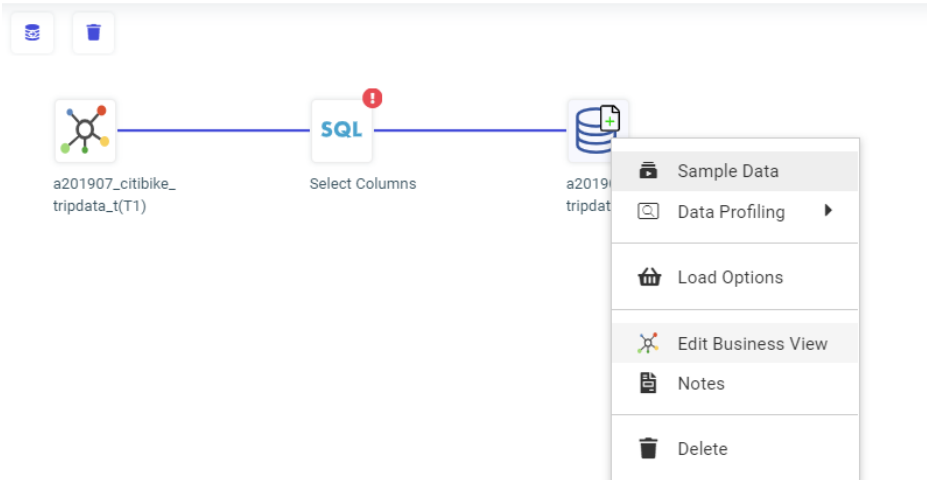 SQL
a201907_citibike_
tripdata_t(T1)
Select Columns
a2019
tripdat
Sample Data
Data Profiling
Load Options
Edit Business View
Notes
Delete